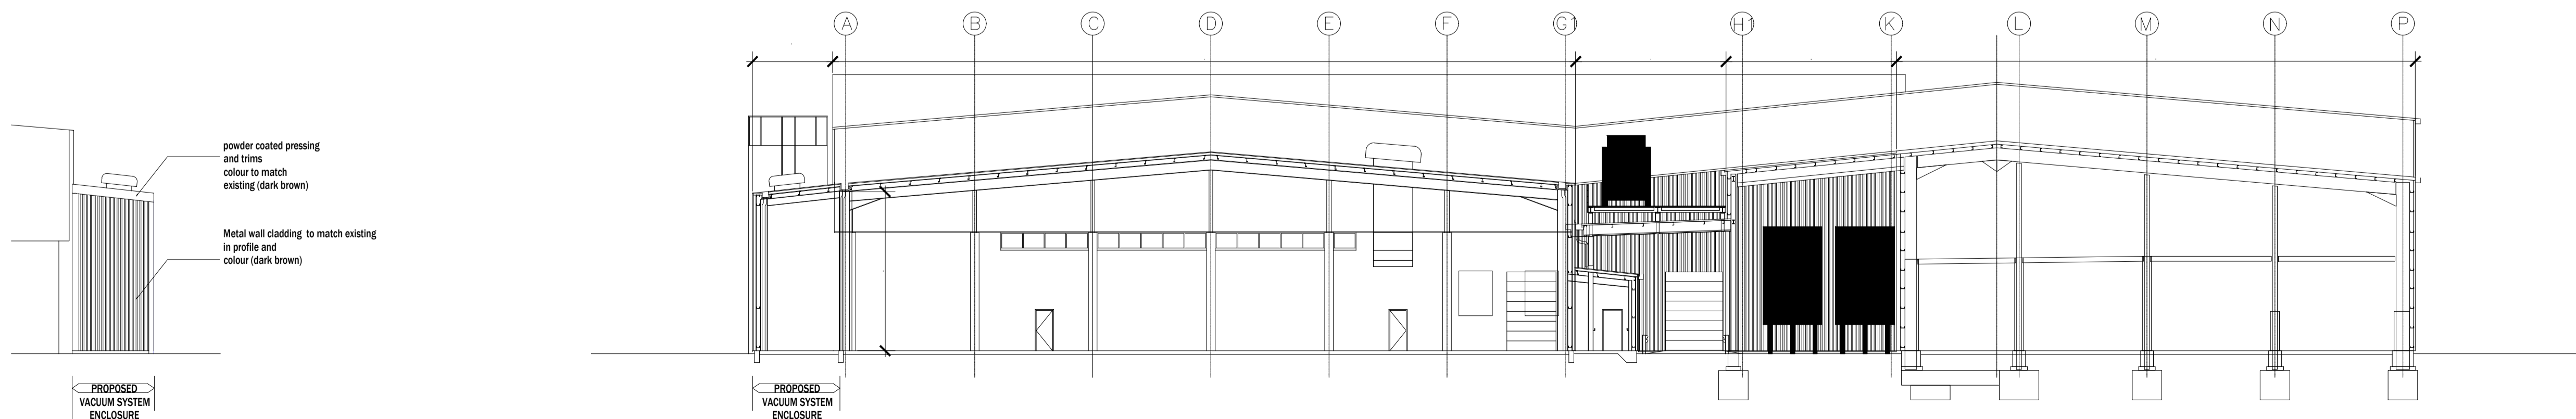 A B C D E F G1 H1 K L M N P
powder coated pressing
and trims
colour to match
existing (dark brown)
Metal wall cladding to match existing
in profile and
colour (dark brown)
PROPOSED
VACUUM SYSTEM
ENCLOSURE
PROPOSED
VACUUM SYSTEM
ENCLOSURE